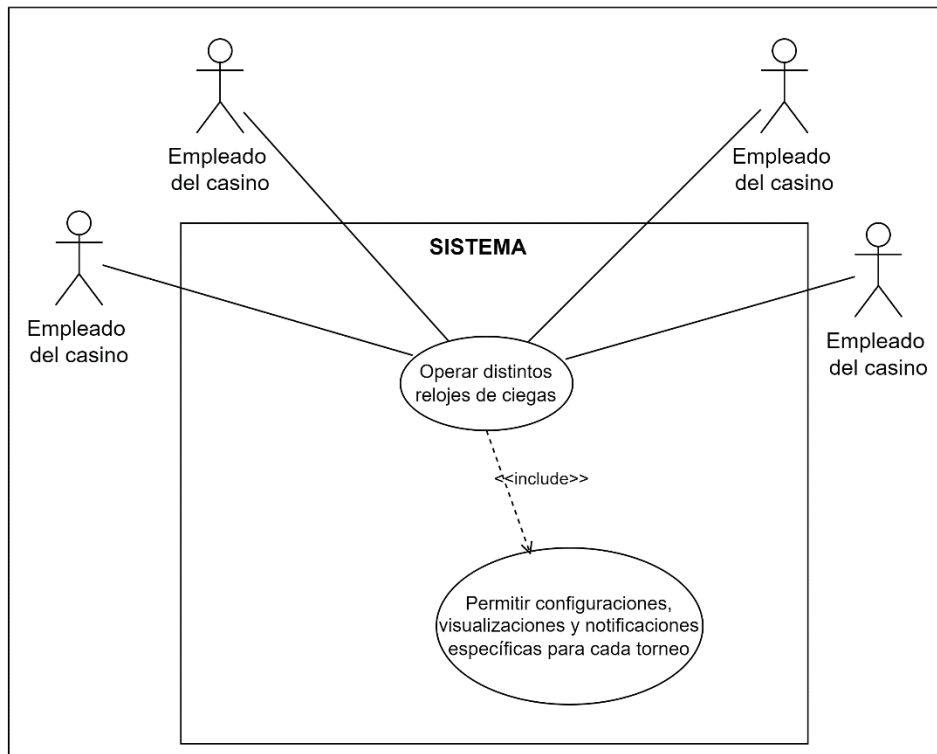 Empleado
del casino
Empleado
del casino
Empleado
del casino
Empleado
del casino
SISTEMA
Operar distintos
relojes de ciegas
<<include>>
Permitir configuraciones,
visualizaciones y notificaciones
específicas para cada torneo